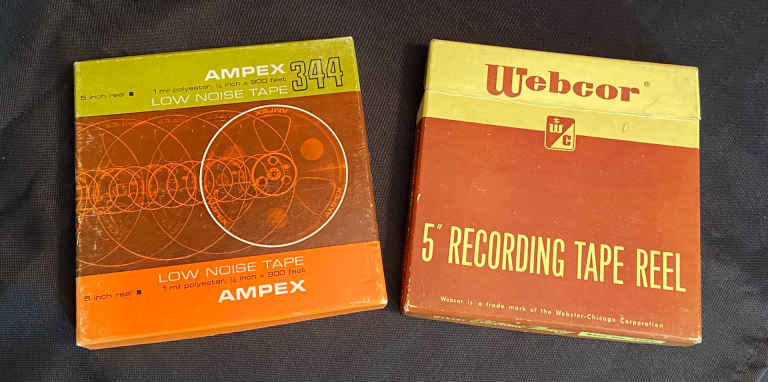 AMPEX 344
5 inch reel ■ 1 mil polyester, ¼ inch × 900 feet
LOW NOISE TAPE
AMPEX
AMPEX
LOW NOISE TAPE
5 inch reel ■ 1 mil polyester, ¼ inch × 900 feet
AMPEX
Webcor®
W C
5" RECORDING TAPE REEL
Webcor is a trade mark of the Webster-Chicago Corporation